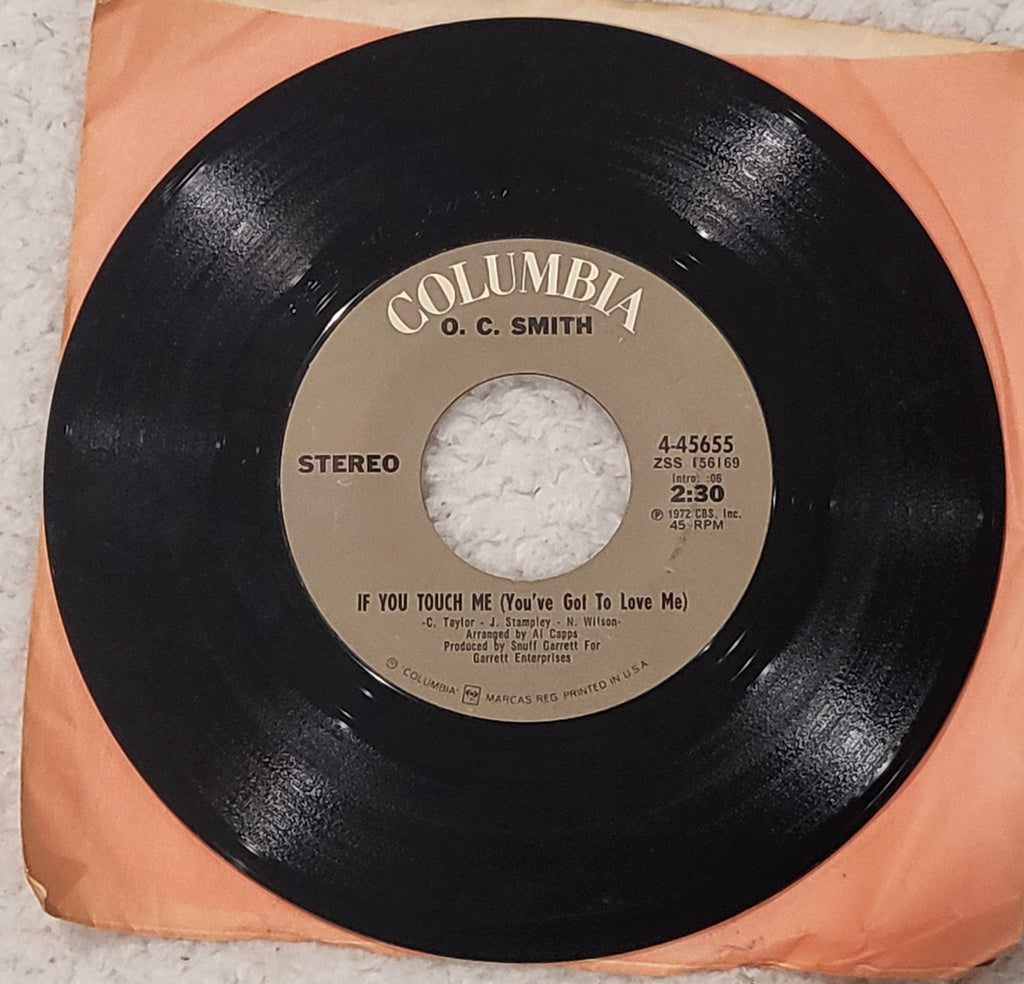 COLUMBIA
O. C. SMITH
STEREO
4-45655
ZSS 156169
Intro. :06
2:30
Ⓟ 1972 CBS, Inc.
45 RPM
IF YOU TOUCH ME (You've Got To Love Me)
-C. Taylor - J. Stampley - N. Wilson-
Arranged by Al Capps
Produced by Snuff Garrett For
Garrett Enterprises
® "COLUMBIA" MARCAS REG. PRINTED IN U.S.A.